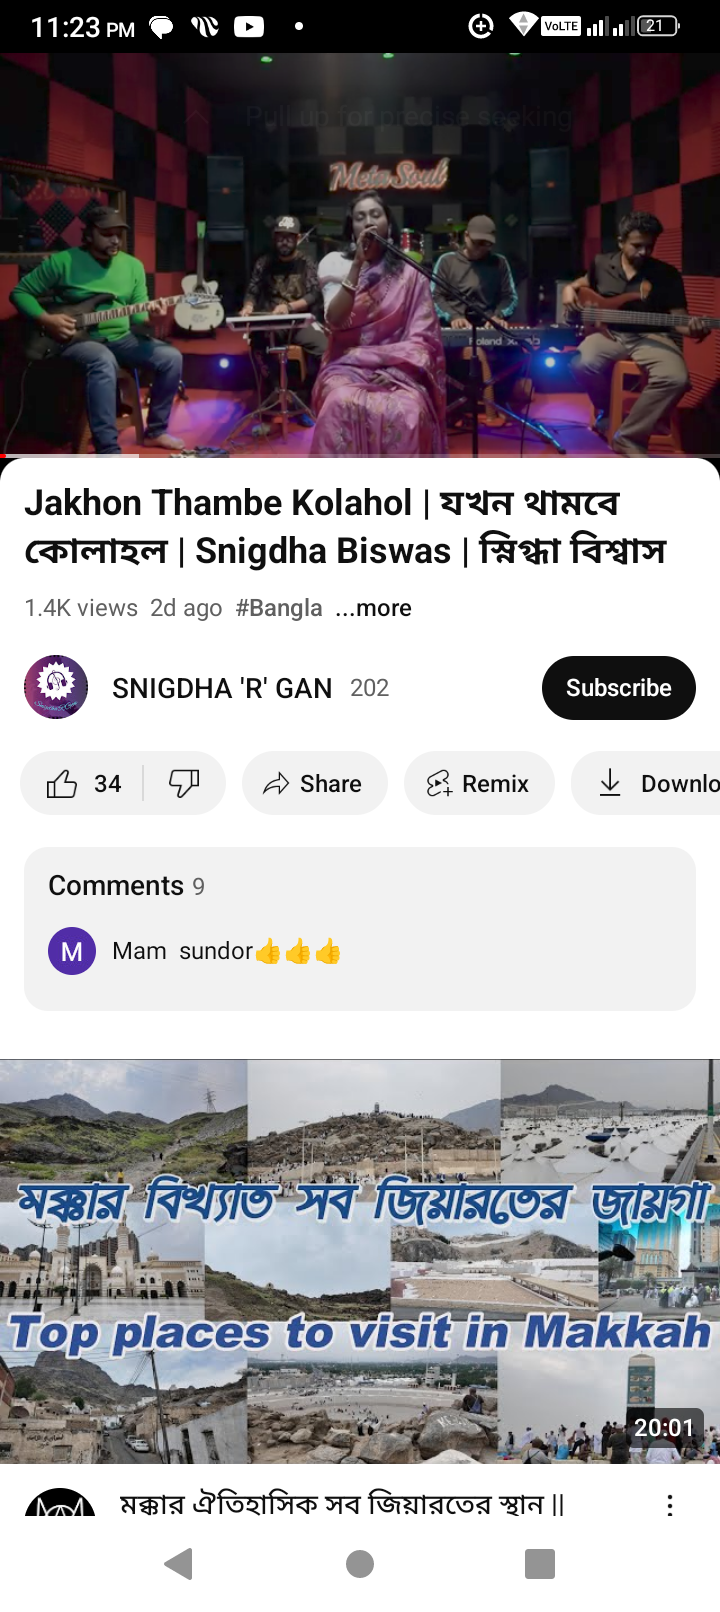 11:23 PM
VoLTE
21
Pull up for precise seeking
MetaSoul
Roland
Jakhon Thambe Kolahol | যখন থামবে
কোলাহল | Snigdha Biswas | স্নিগ্ধা বিশ্বাস
1.4K views 2d ago #Bangla ...more
SNIGDHA 'R' GAN 202
Subscribe
34
Share
Remix
Downlo
Comments 9
M
Mam sundor👍👍👍
মক্কার বিখ্যাত সব জিয়ারতের জায়গা
Top places to visit in Makkah
20:01
মক্কার ঐতিহাসিক সব জিয়ারতের স্থান ||